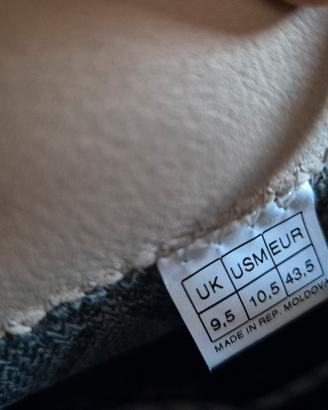 UK USM EUR
9,5 10,5 43,5
MADE IN REP. MOLDOVA